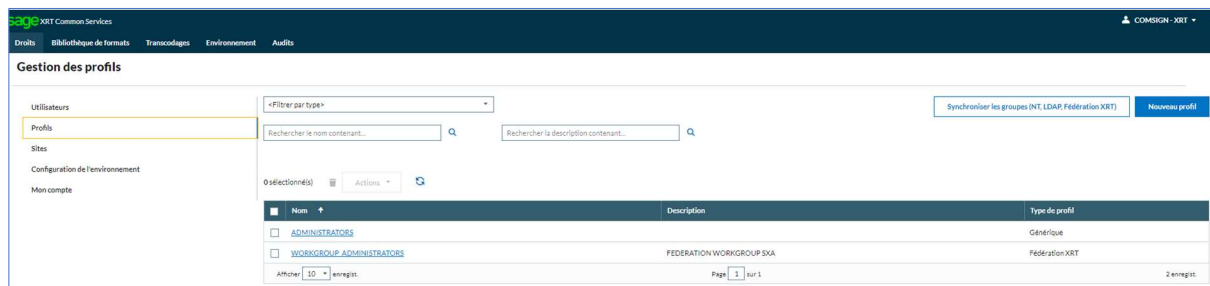 sage XRT Common Services COMSIGN - XRT
Droits Bibliothèque de formats Transcodages Environnement Audits
Gestion des profils
Utilisateurs
Profils
Sites
Configuration de l'environnement
Mon compte
<Filtrer par type>
Synchroniser les groupes (NT, LDAP, Fédération XRT) Nouveau profil
Rechercher le nom contenant... Rechercher la description contenant...
0 sélectionné(s) Actions
Nom Description Type de profil
ADMINISTRATORS Générique
WORKGROUP_ADMINISTRATORS FEDERATION WORKGROUP SXA Fédération XRT
Afficher 10 enregist. Page 1 sur 1 2 enregist.